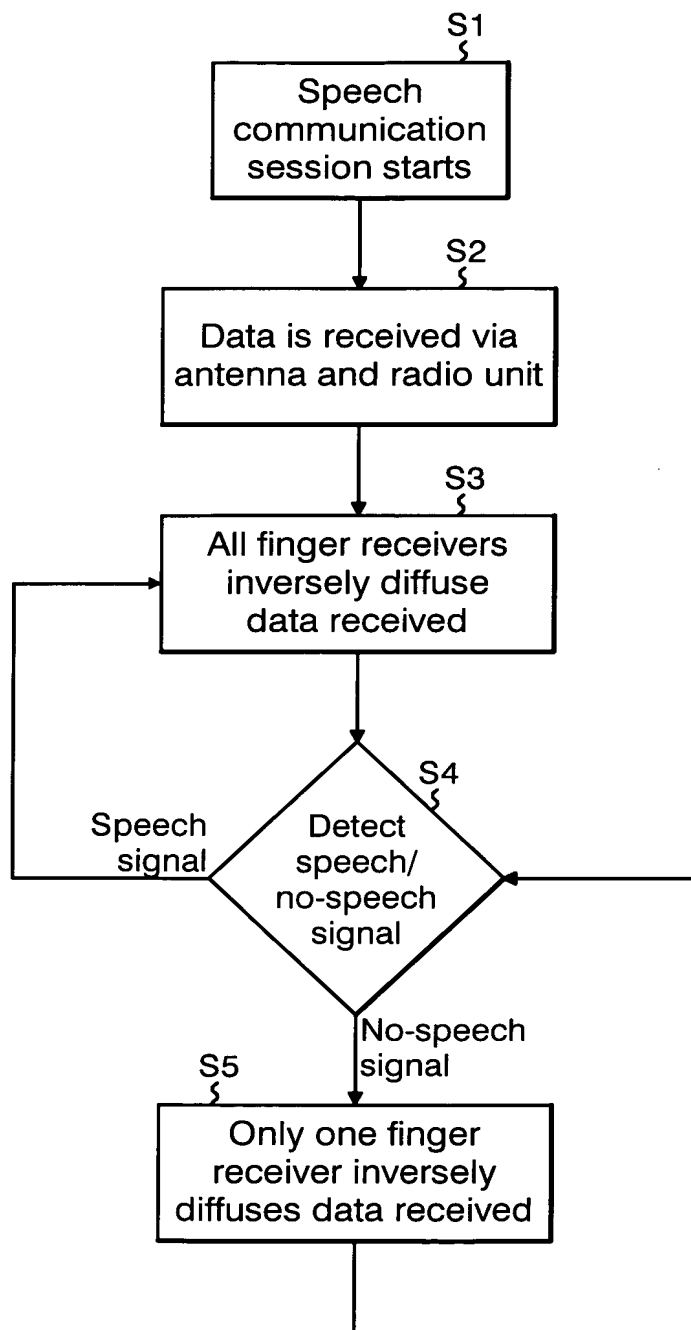 S1
Speech
communication
session starts
S2
Data is received via
antenna and radio unit
S3
All finger receivers
inversely diffuse
data received
S4
Speech
signal
Detect
speech/
no-speech
signal
No-speech
signal
S5
Only one finger
receiver inversely
diffuses data received